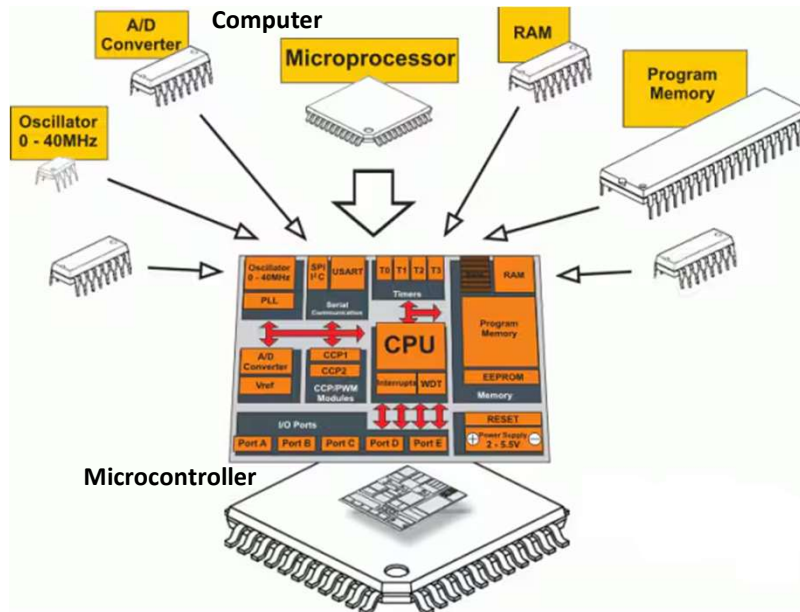 Computer
A/D
Converter
Microprocessor
RAM
Program
Memory
Oscillator
0 - 40MHz
Oscillator
0 - 40MHz
PLL
SPI
I²C
USART
Serial
Communication
T0 T1 T2 T3
Timers
RAM
Program
Memory
EEPROM
Memory
A/D
Converter
Vref
CCP1
CCP2
CCP/PWM
Modules
CPU
Interrupts
WDT
I/O Ports
Port A Port B Port C Port D Port E
RESET
+ Power Supply -
2 - 5.5V
Microcontroller